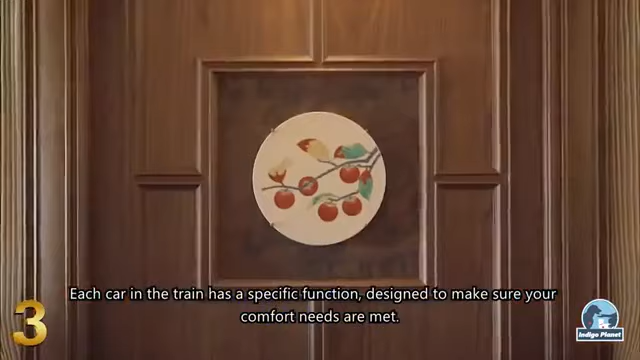 Each car in the train has a specific function, designed to make sure your
comfort needs are met.
3
Indigo Planet